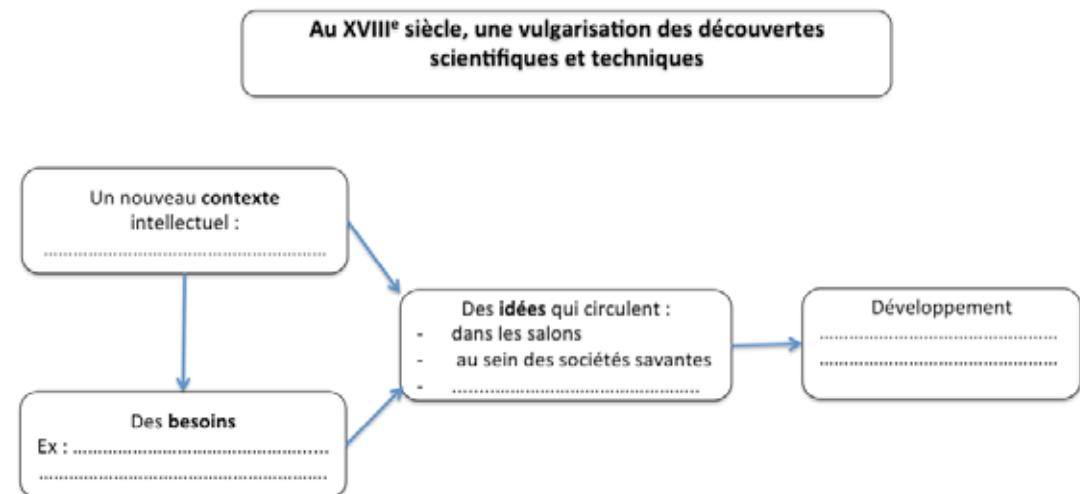 Au XVIIIᵉ siècle, une vulgarisation des découvertes
scientifiques et techniques
Un nouveau contexte
intellectuel :
........................................................
Des idées qui circulent :
- dans les salons
- au sein des sociétés savantes
- ..................................................
Développement
................................................
................................................
Des besoins
Ex : ...................................................
..........................................................